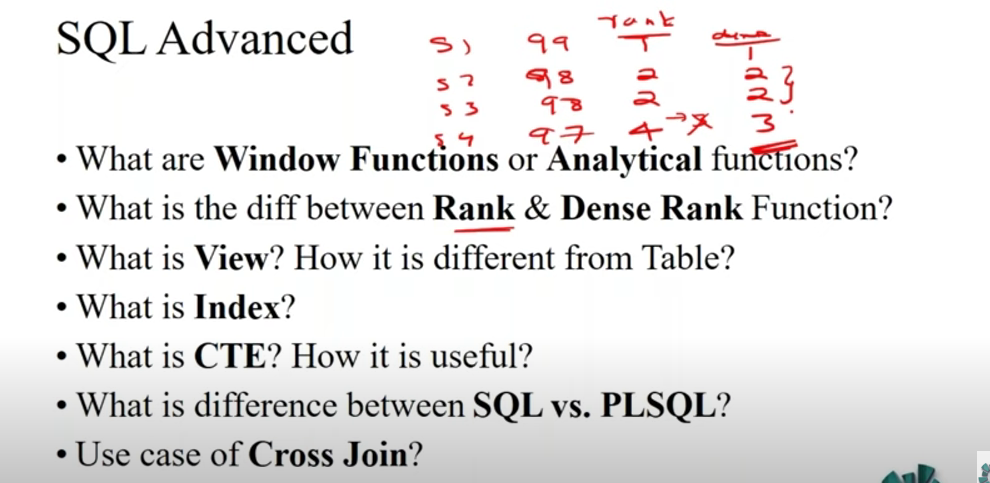 SQL Advanced
rank dense
S1 99 1 1
S2 98 2 2
S3 98 2 2
S4 97 4 → 3
• What are Window Functions or Analytical functions?
• What is the diff between Rank & Dense Rank Function?
• What is View? How it is different from Table?
• What is Index?
• What is CTE? How it is useful?
• What is difference between SQL vs. PLSQL?
• Use case of Cross Join?